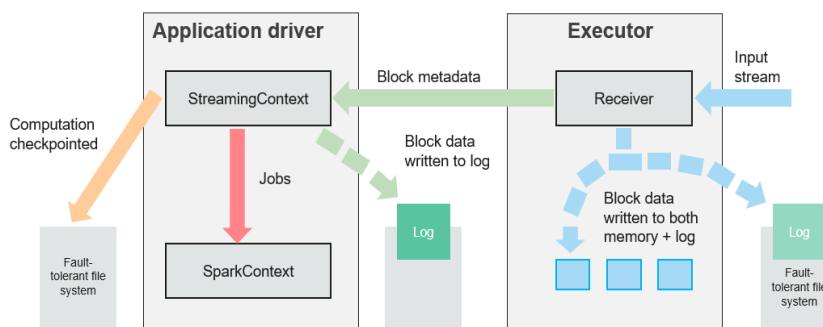 Application driver
Executor
StreamingContext
Block metadata
Receiver
Input
stream
Computation
checkpointed
Block data
written to log
Jobs
Block data
written to both
memory + log
Log
Log
Fault-
tolerant file
system
SparkContext
Fault-
tolerant file
system